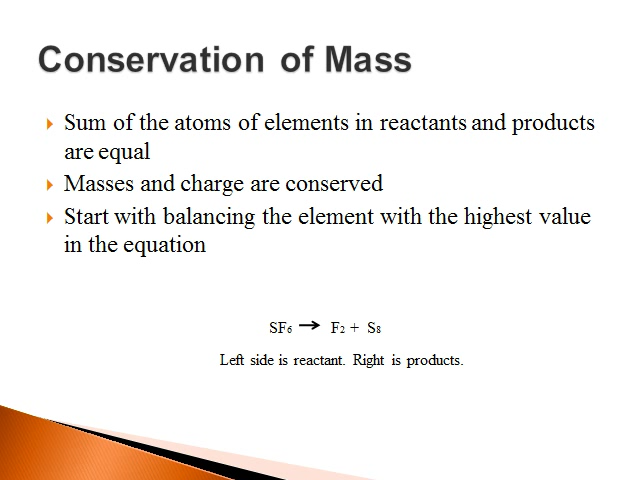 Conservation of Mass
Sum of the atoms of elements in reactants and products
are equal
Masses and charge are conserved
Start with balancing the element with the highest value
in the equation
SF₆ → F₂ + S₈
Left side is reactant. Right is products.